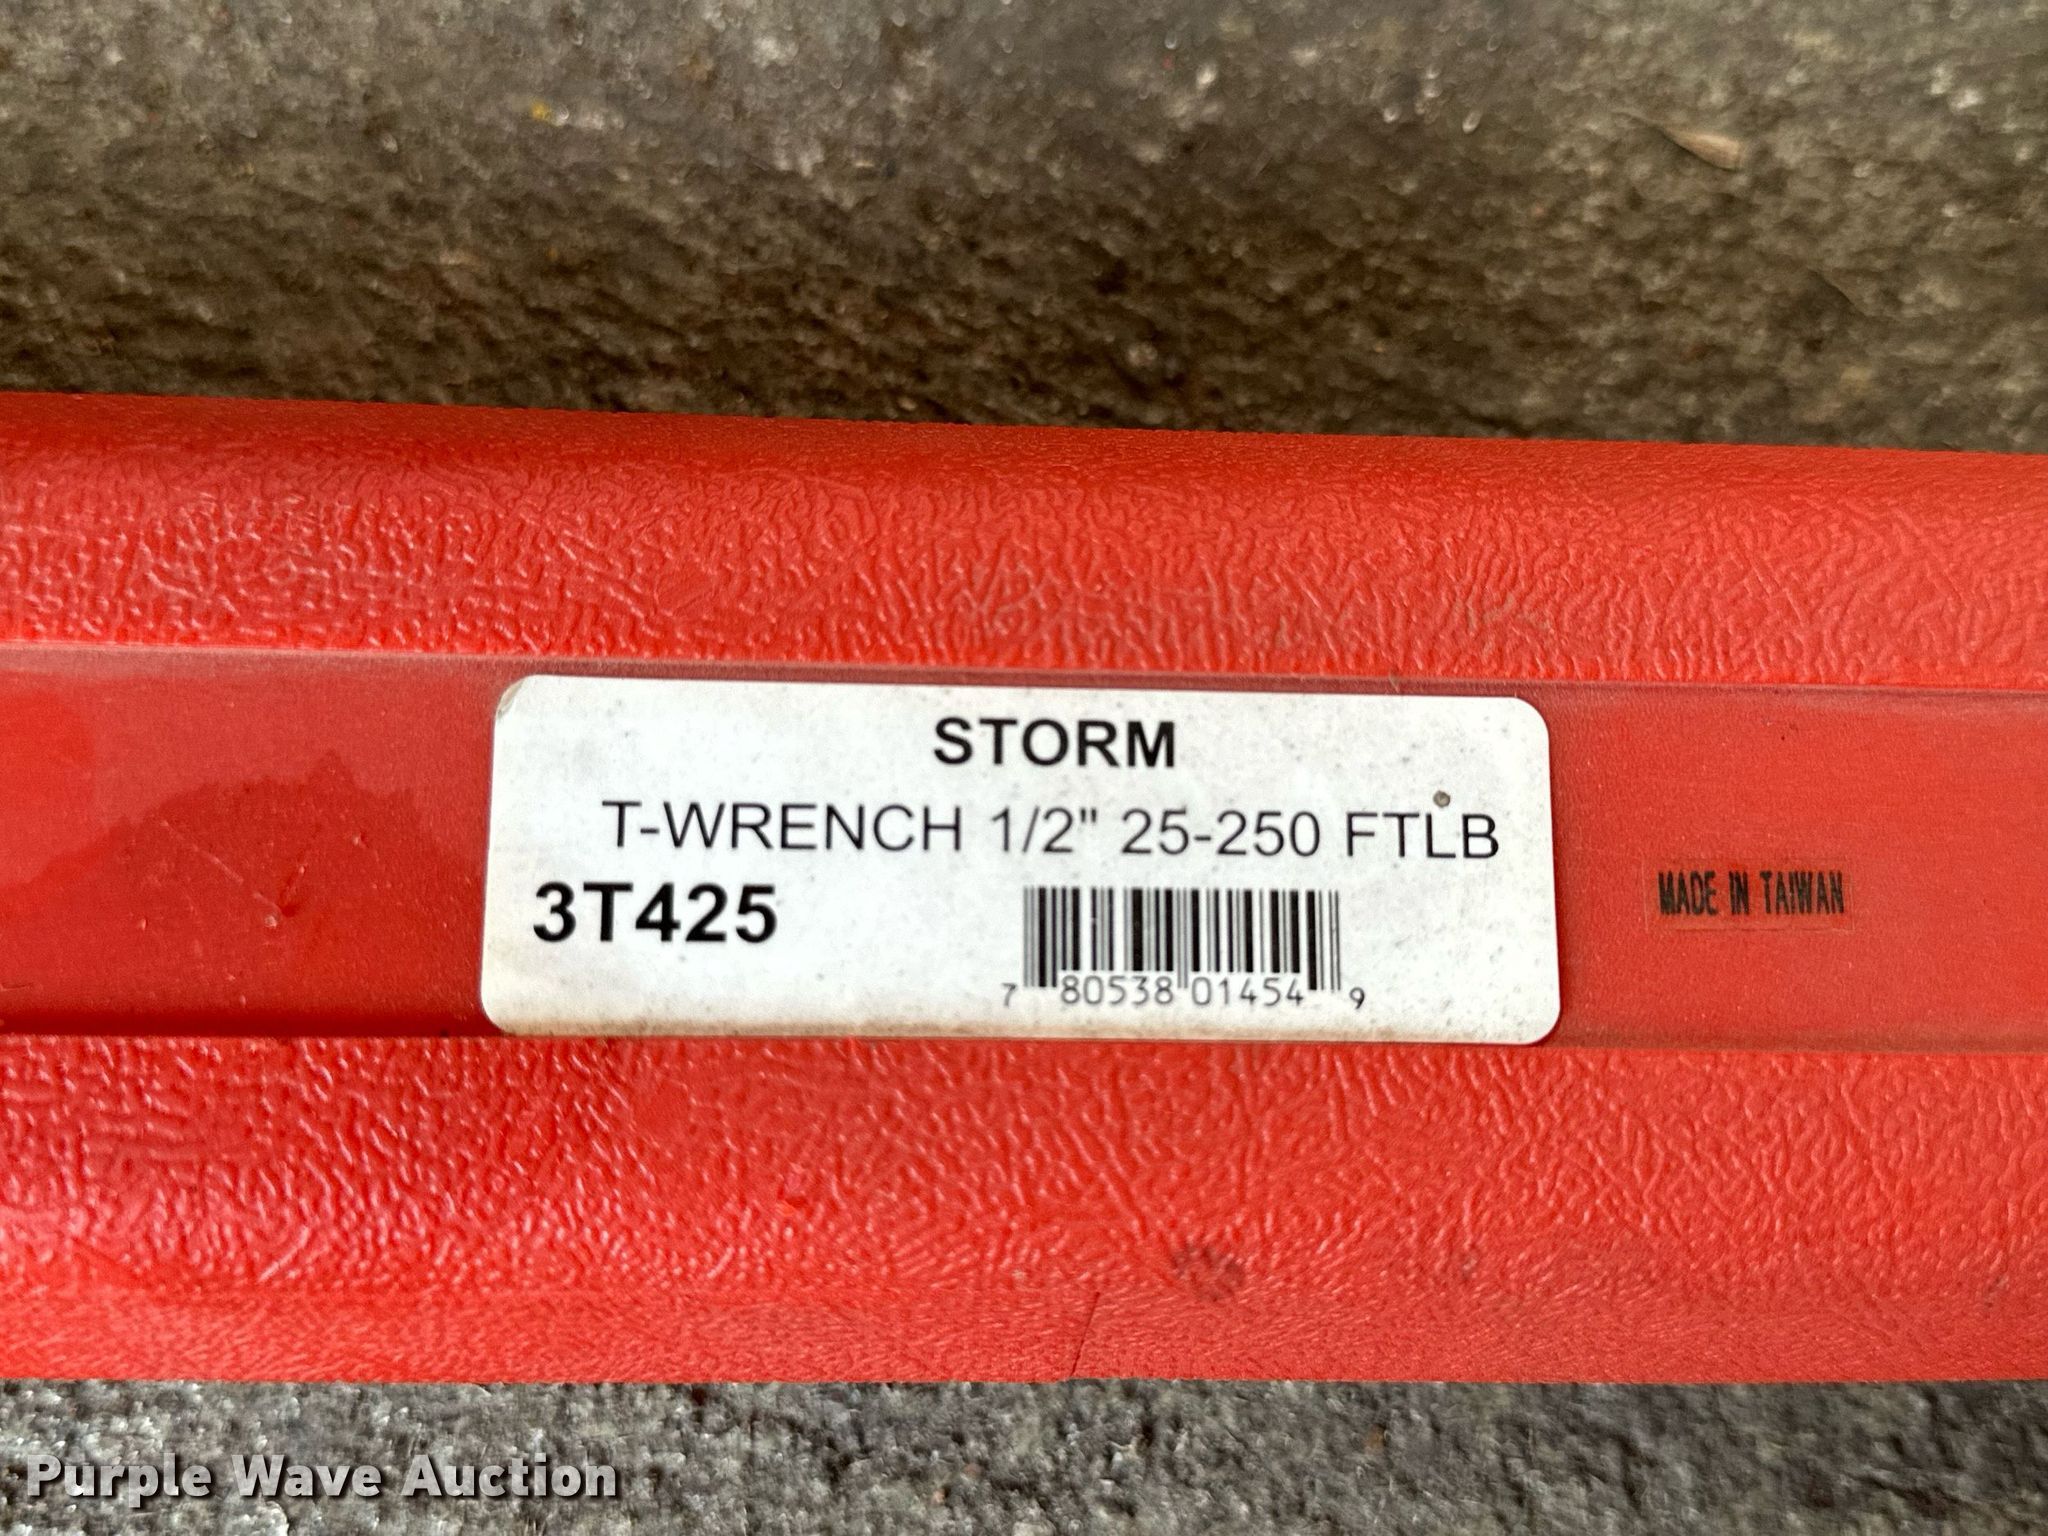 STORM
T-WRENCH 1/2" 25-250 FTLB
3T425
7 80538 01454 9
MADE IN TAIWAN
Purple Wave Auction